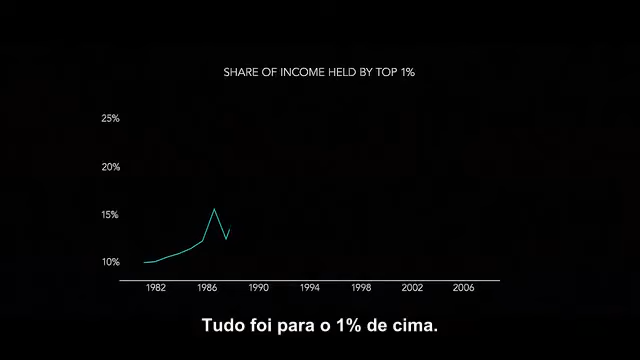 SHARE OF INCOME HELD BY TOP 1%
25%
20%
15%
10%
1982 1986 1990 1994 1998 2002 2006
Tudo foi para o 1% de cima.